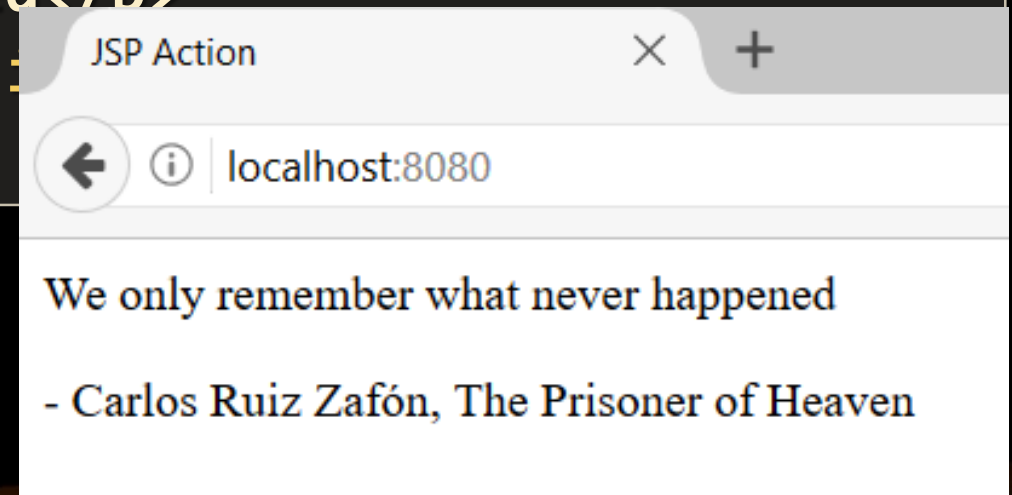 JSP Action
localhost:8080
We only remember what never happened
- Carlos Ruiz Zafón, The Prisoner of Heaven